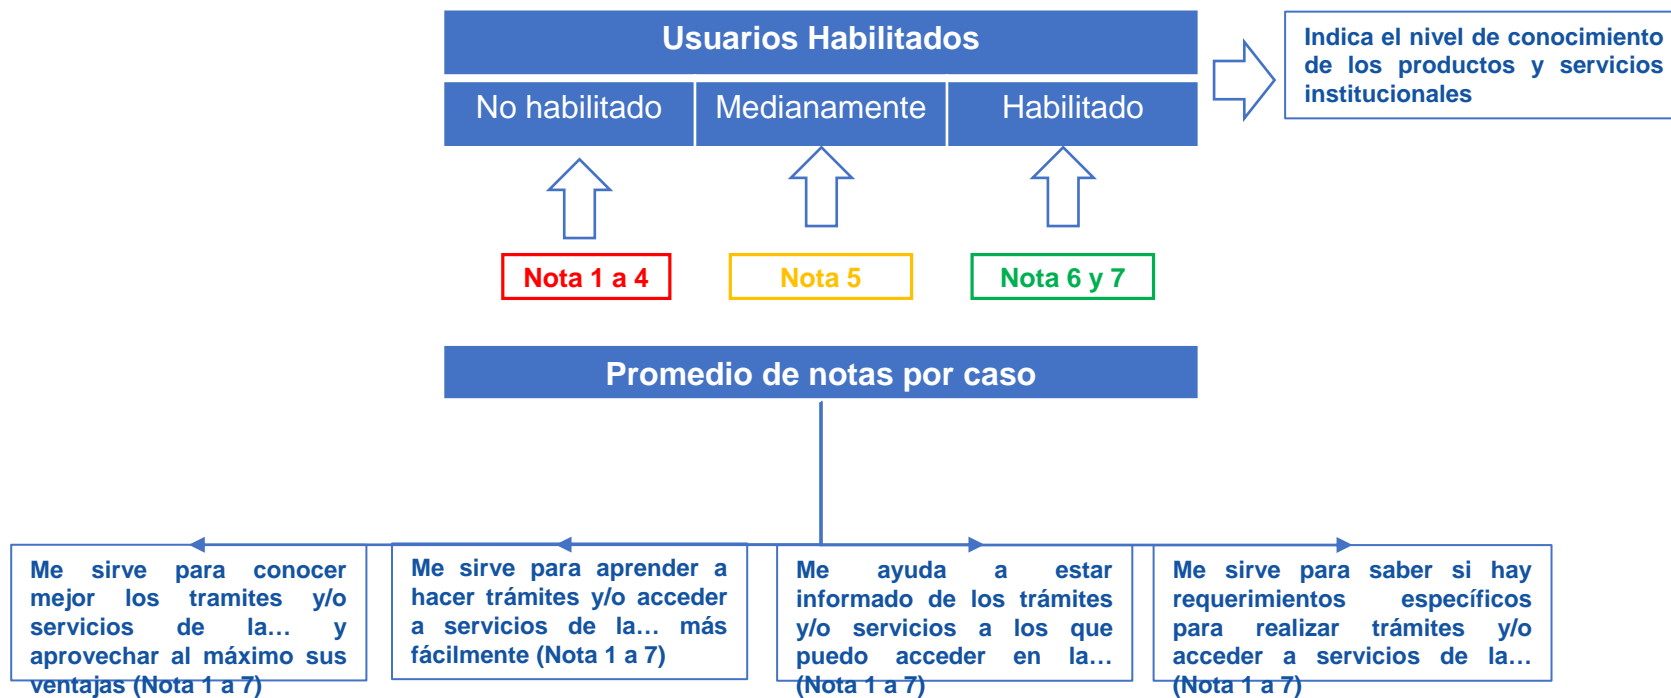 Usuarios Habilitados
Indica el nivel de conocimiento
de los productos y servicios
institucionales
No habilitado
Medianamente
Habilitado
Nota 1 a 4
Nota 5
Nota 6 y 7
Promedio de notas por caso
Me sirve para conocer
mejor los tramites y/o
servicios de la... y
aprovechar al máximo sus
ventajas (Nota 1 a 7)
Me sirve para aprender a
hacer trámites y/o acceder
a servicios de la... más
fácilmente (Nota 1 a 7)
Me ayuda a estar
informado de los trámites
y/o servicios a los que
puedo acceder en la...
(Nota 1 a 7)
Me sirve para saber si hay
requerimientos específicos
para realizar trámites y/o
acceder a servicios de la...
(Nota 1 a 7)